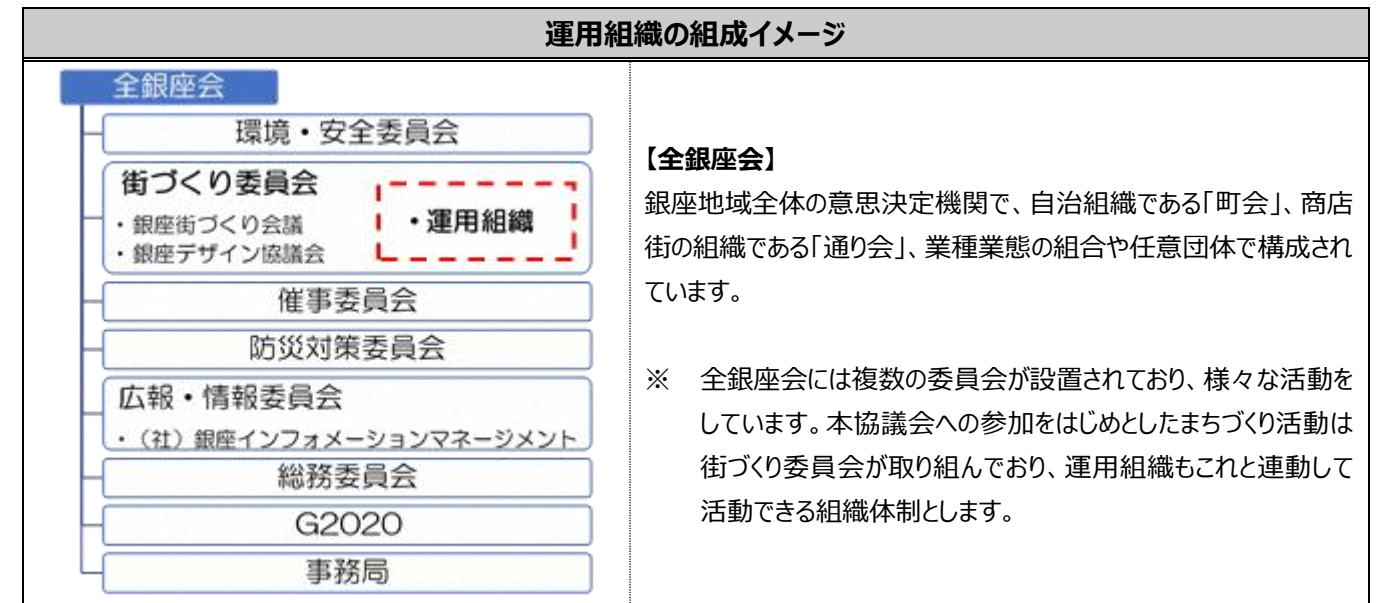 運用組織の組成イメージ
全銀座会
環境・安全委員会
街づくり委員会
・銀座街づくり会議
・銀座デザイン協議会
・運用組織
催事委員会
防災対策委員会
広報・情報委員会
・（社）銀座インフォメーションマネージメント
総務委員会
G2020
事務局
【全銀座会】
銀座地域全体の意思決定機関で、自治組織である「町会」、商店
街の組織である「通り会」、業種業態の組合や任意団体で構成され
ています。
※　全銀座会には複数の委員会が設置されており、様々な活動を
しています。本協議会への参加をはじめとしたまちづくり活動は
街づくり委員会が取り組んでおり、運用組織もこれと連動して
活動できる組織体制とします。